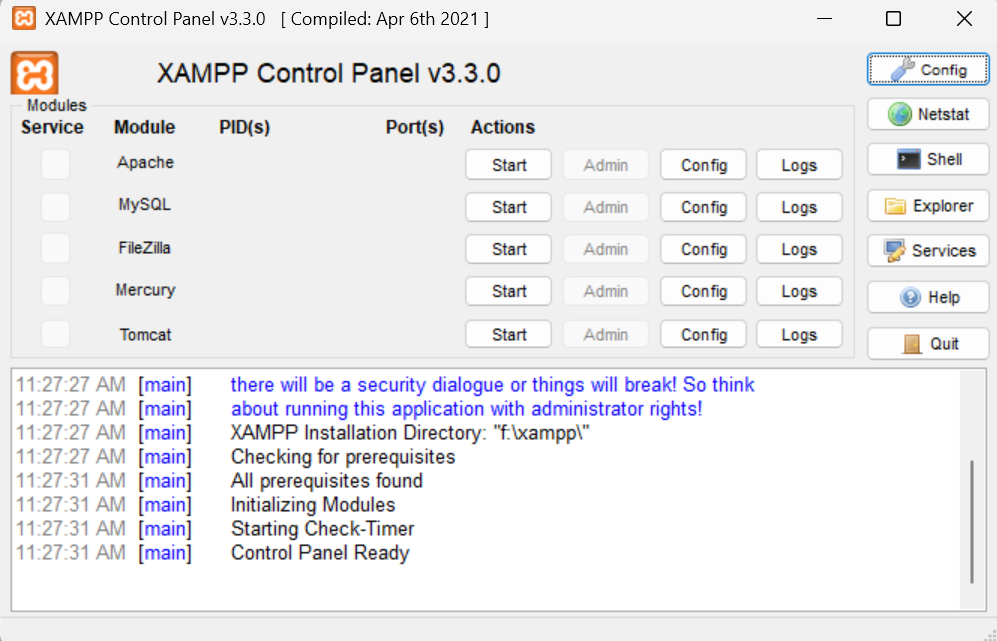 XAMPP Control Panel v3.3.0   [ Compiled: Apr 6th 2021 ]
XAMPP Control Panel v3.3.0
Config
Netstat
Shell
Explorer
Services
Help
Quit
Modules
Service Module PID(s) Port(s) Actions
Apache Start Admin Config Logs
MySQL Start Admin Config Logs
FileZilla Start Admin Config Logs
Mercury Start Admin Config Logs
Tomcat Start Admin Config Logs
11:27:27 AM [main] there will be a security dialogue or things will break! So think
11:27:27 AM [main] about running this application with administrator rights!
11:27:27 AM [main] XAMPP Installation Directory: "f:\xampp\"
11:27:27 AM [main] Checking for prerequisites
11:27:31 AM [main] All prerequisites found
11:27:31 AM [main] Initializing Modules
11:27:31 AM [main] Starting Check-Timer
11:27:31 AM [main] Control Panel Ready